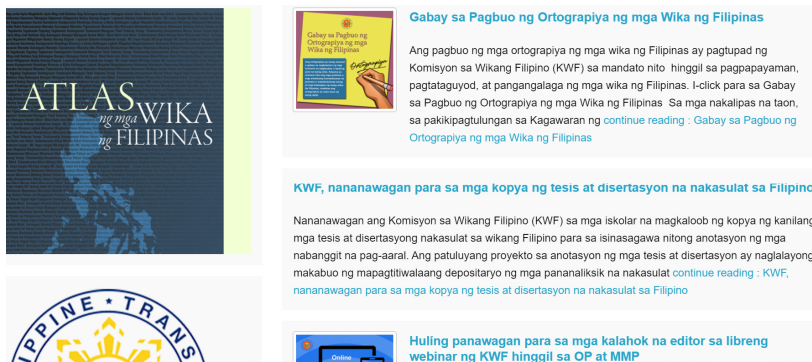 ATLAS
ng mga WIKA
ng FILIPINAS
PINE ★ TRANS
Gabay sa Pagbuo ng
Ortograpiya ng mga
Wika ng Filipinas
Gabay sa Pagbuo ng Ortograpiya ng mga Wika ng Filipinas
Ang pagbuo ng mga ortograpiya ng mga wika ng Filipinas ay pagtupad ng
Komisyon sa Wikang Filipino (KWF) sa mandato nito hinggil sa pagpapayaman,
pagtataguyod, at pangangalaga ng mga wika ng Filipinas. I-click para sa Gabay
sa Pagbuo ng Ortograpiya ng mga Wika ng Filipinas Sa mga nakalipas na taon,
sa pakikipagtulungan sa Kagawaran ng continue reading : Gabay sa Pagbuo ng
Ortograpiya ng mga Wika ng Filipinas
KWF, nananawagan para sa mga kopya ng tesis at disertasyon na nakasulat sa Filipino
Nananawagan ang Komisyon sa Wikang Filipino (KWF) sa mga iskolar na magkaloob ng kopya ng kanilang
mga tesis at disertasyong nakasulat sa wikang Filipino para sa isinasagawa nitong anotasyon ng mga
nabanggit na pag-aaral. Ang patuluyang proyekto sa anotasyon ng mga tesis at disertasyon ay naglalayong
makabuo ng mapagtitiwalaang depositaryo ng mga pananaliksik na nakasulat continue reading : KWF,
nananawagan para sa mga kopya ng tesis at disertasyon na nakasulat sa Filipino
Online
Huling panawagan para sa mga kalahok na editor sa libreng
webinar ng KWF hinggil sa OP at MMP